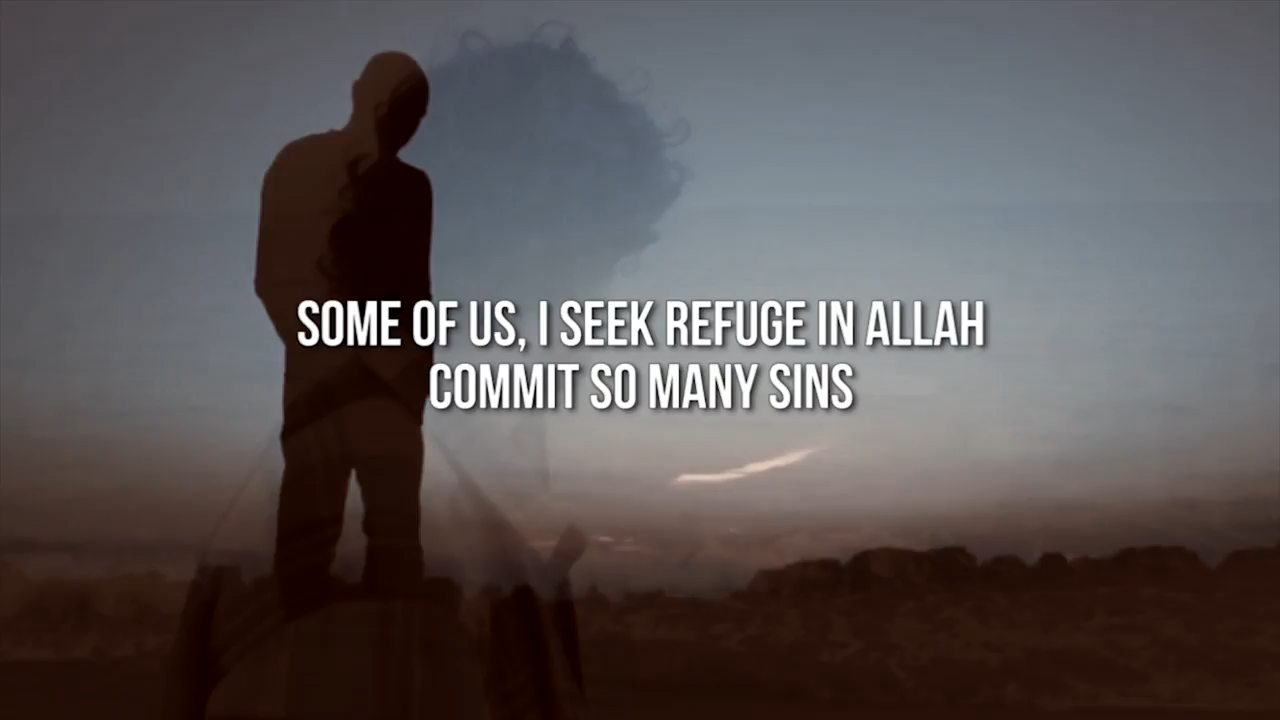 SOME OF US, I SEEK REFUGE IN ALLAH
COMMIT SO MANY SINS